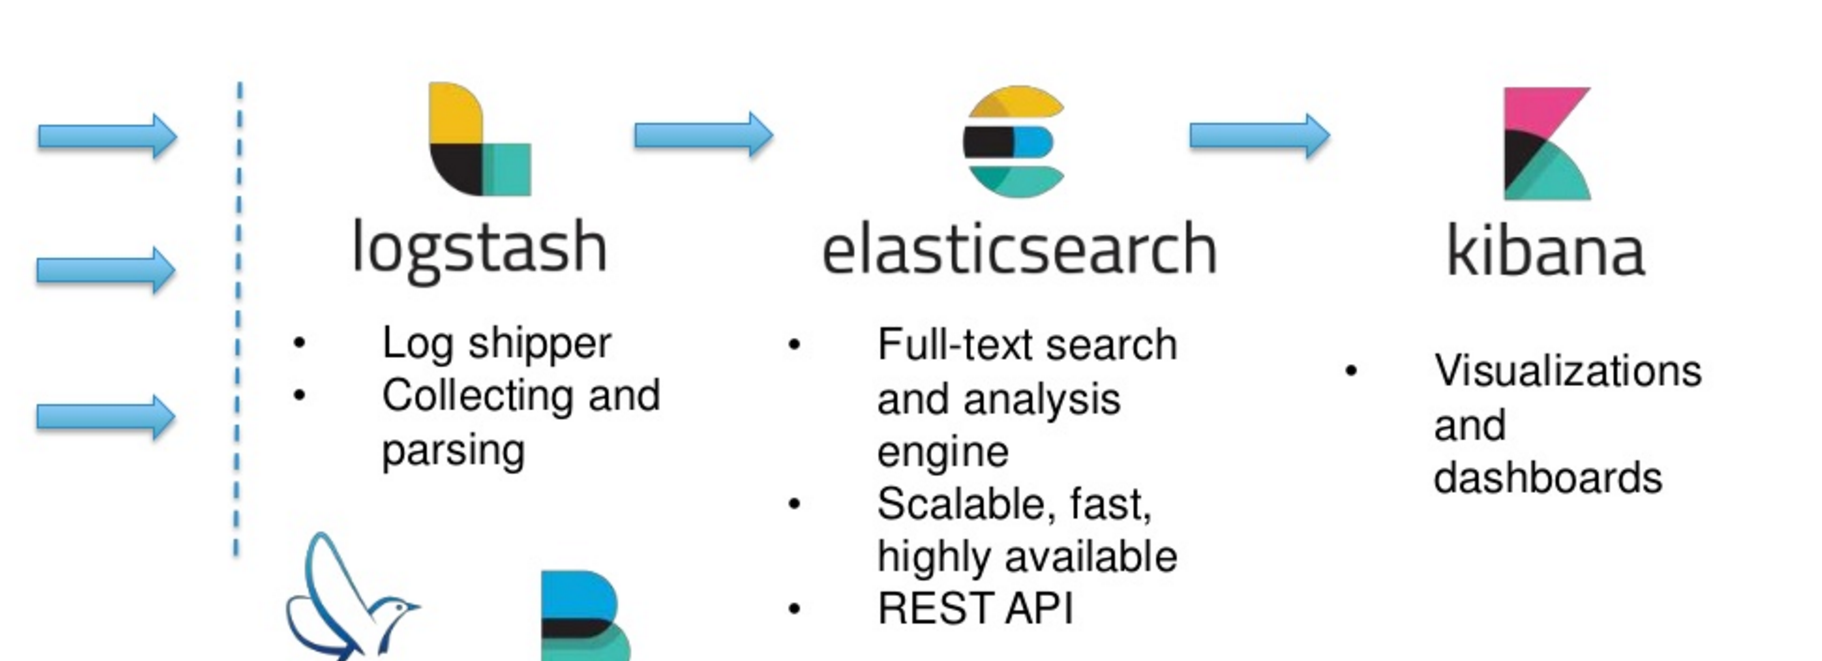 logstash
• Log shipper
• Collecting and
parsing
elasticsearch
• Full-text search
and analysis
engine
• Scalable, fast,
highly available
• REST API
kibana
• Visualizations
and
dashboards